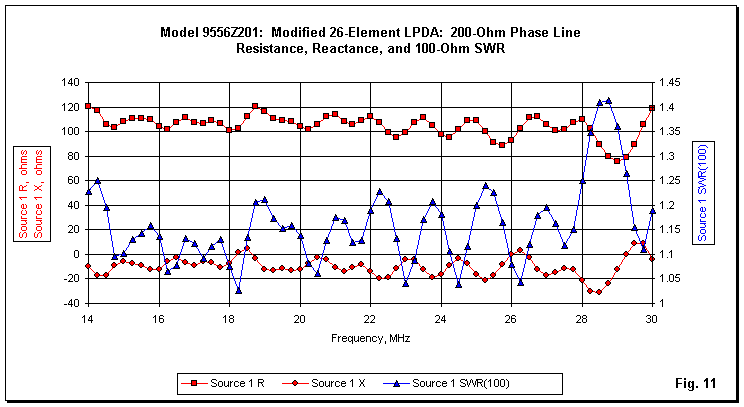 Model 9556Z201: Modified 26-Element LPDA: 200-Ohm Phase Line
Resistance, Reactance, and 100-Ohm SWR
140
120
100
80
60
40
20
0
-20
-40
Source 1 R, ohms
Source 1 X, ohms
1.45
1.4
1.35
1.3
1.25
1.2
1.15
1.1
1.05
1
Source 1 SWR(100)
14 16 18 20 22 24 26 28 30
Frequency, MHz
Source 1 R Source 1 X Source 1 SWR(100)
Fig. 11